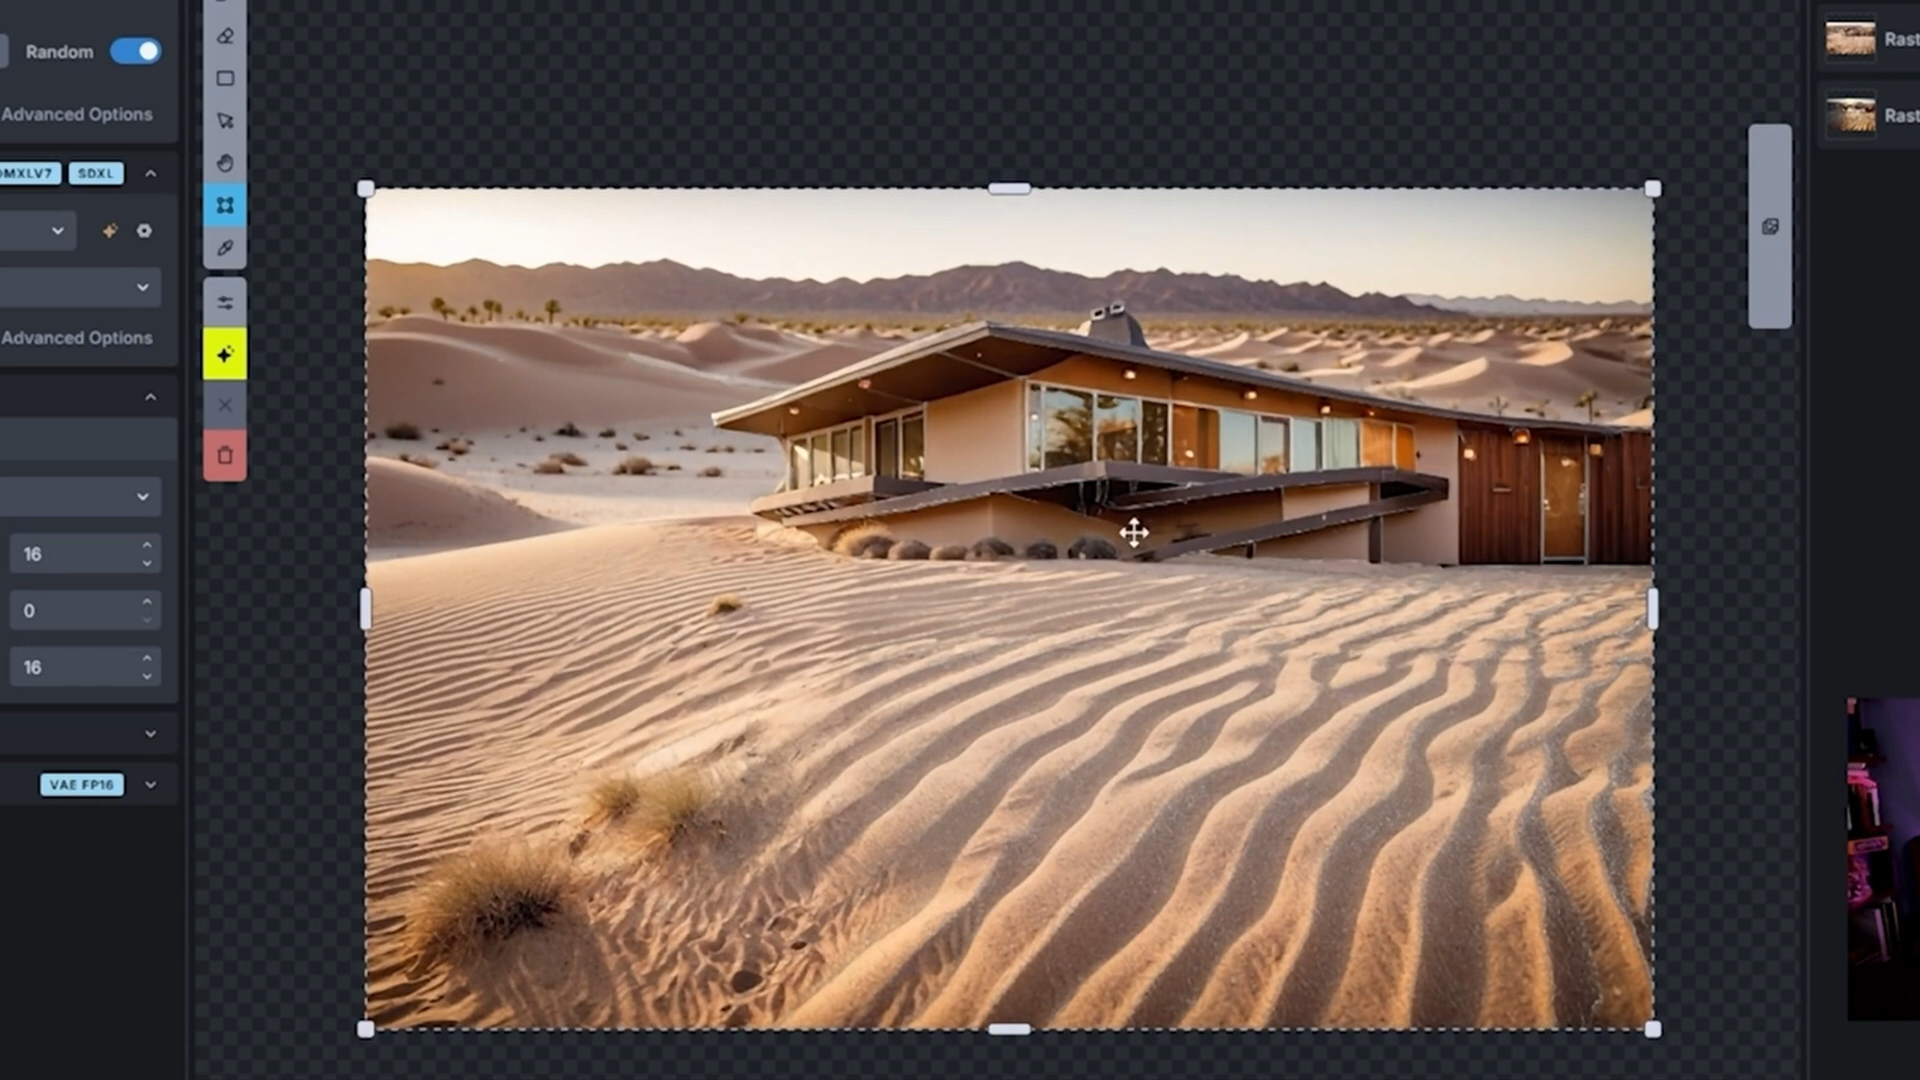 Random
Advanced Options
SDXL
Advanced Options
16
0
16
VAE FP16